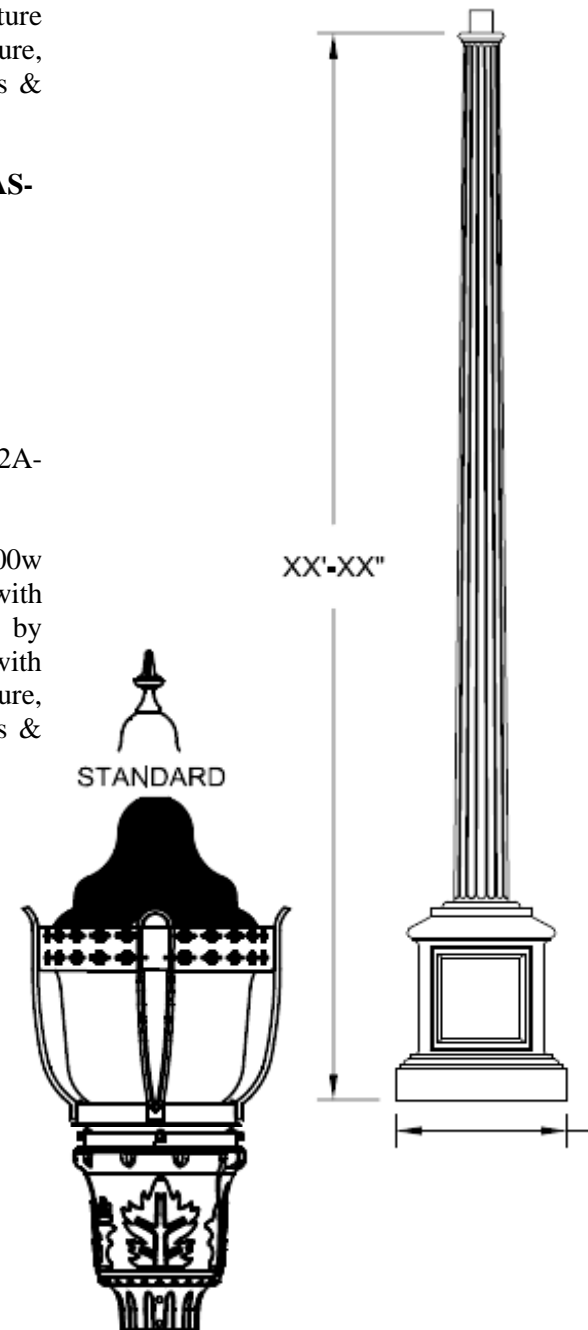 ture
ure,
s &
AS-
2A-
00w
with
by
with
ure,
s &
XX'-XX"
STANDARD